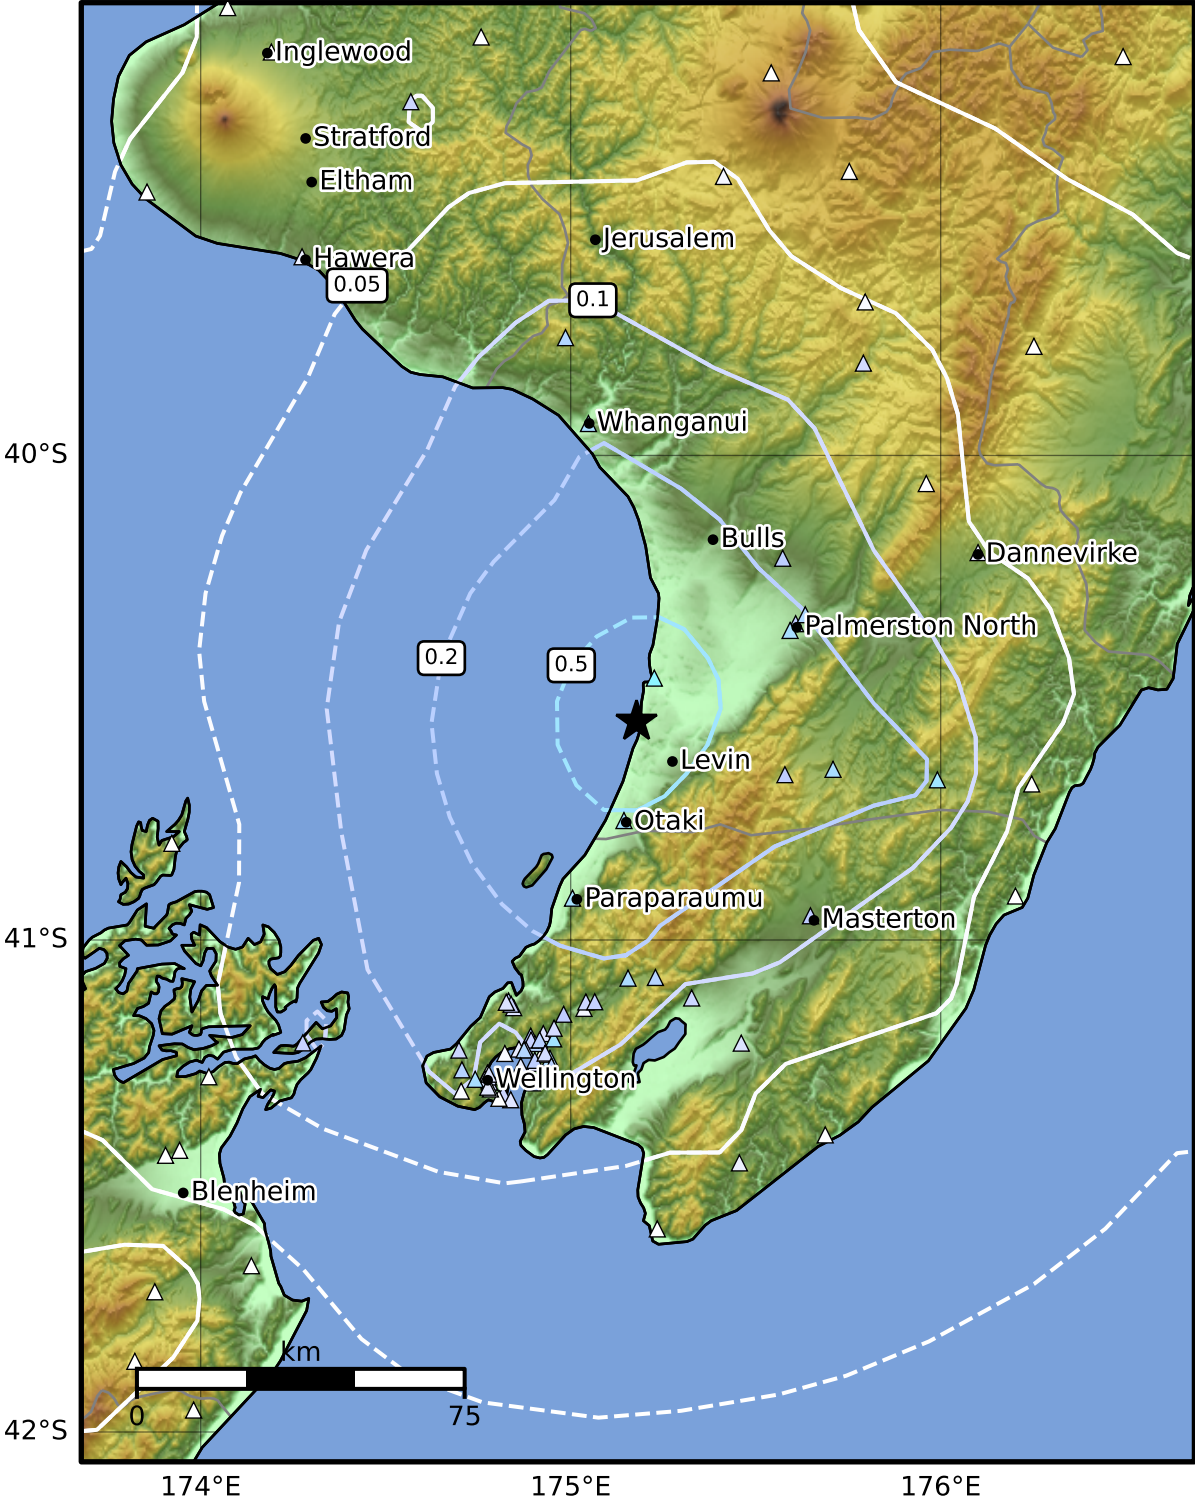 Inglewood
Stratford
Eltham
Jerusalem
Hawera
0.05
0.1
Whanganui
40°S
Bulls
Dannevirke
Palmerston North
0.2
0.5
Levin
Otaki
Paraparaumu
Masterton
41°S
Wellington
Blenheim
km
0
75
42°S
174°E
175°E
176°E